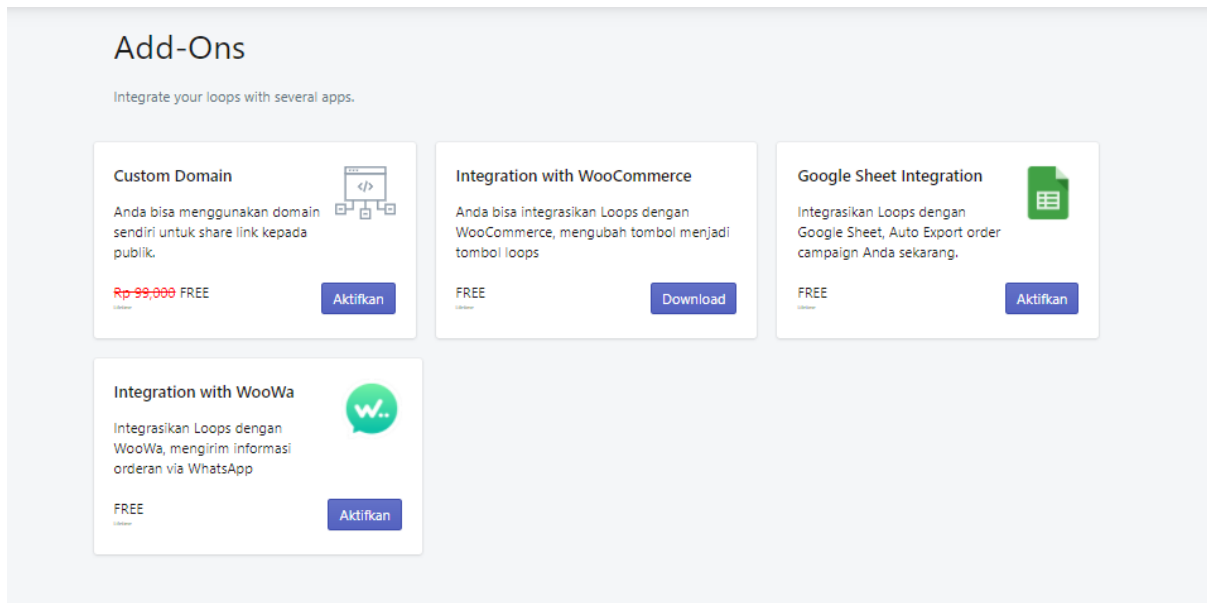 Add-Ons
Integrate your loops with several apps.
Custom Domain
Anda bisa menggunakan domain
sendiri untuk share link kepada
publik.
Rp 99,000 FREE
Aktifkan
Integration with WooCommerce
Anda bisa integrasikan Loops dengan
WooCommerce, mengubah tombol menjadi
tombol loops
FREE
Download
Google Sheet Integration
Integrasikan Loops dengan
Google Sheet, Auto Export order
campaign Anda sekarang.
FREE
Aktifkan
Integration with WooWa
Integrasikan Loops dengan
WooWa, mengirim informasi
orderan via WhatsApp
FREE
Aktifkan